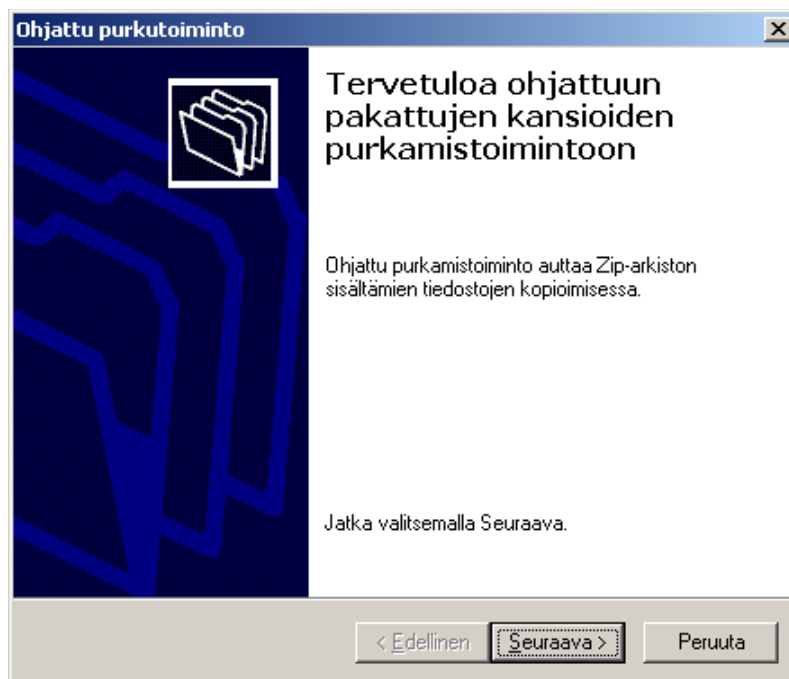 Ohjattu purkutoiminto
Tervetuloa ohjattuun
pakattujen kansioiden
purkamistoimintoon
Ohjattu purkamistoiminto auttaa Zip-arkiston
sisältämien tiedostojen kopioimisessa.
Jatka valitsemalla Seuraava.
< Edellinen Seuraava > Peruuta